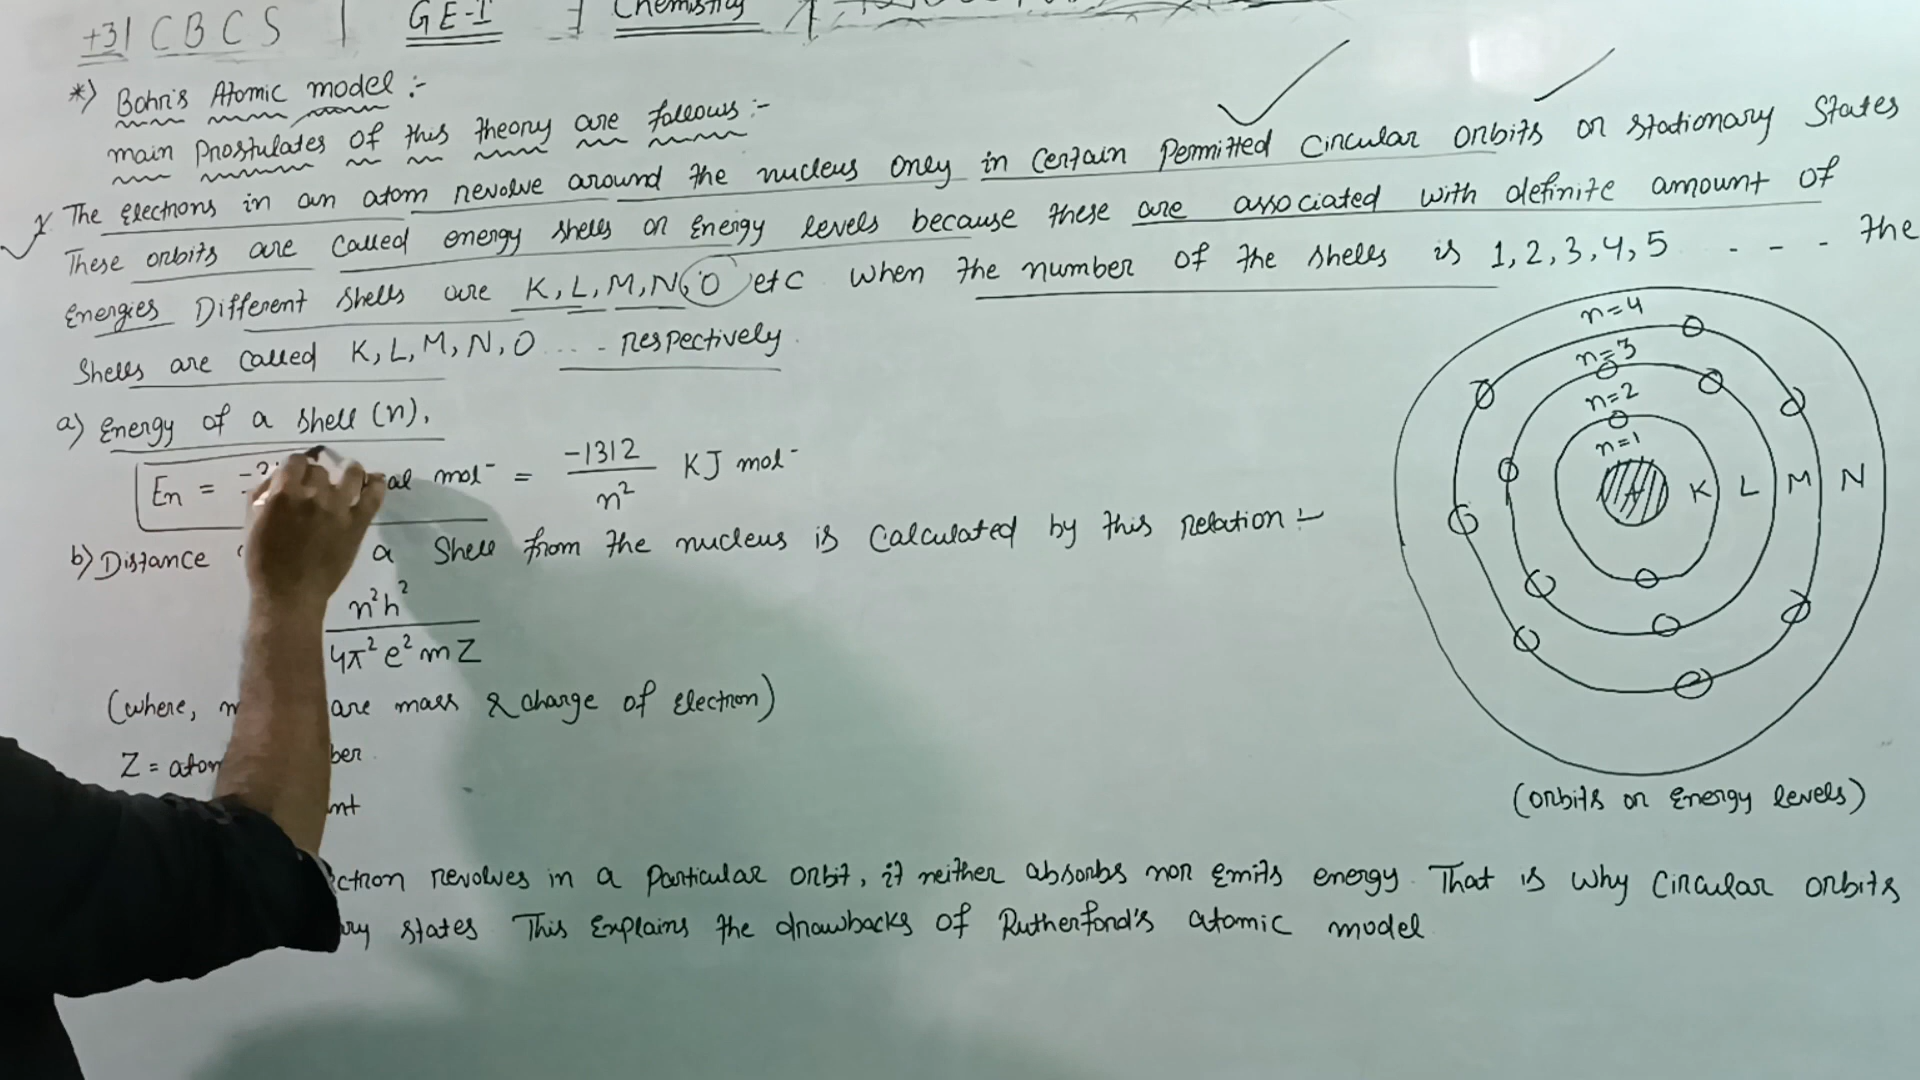 +3 | CBCS | GE-I | Chemistry
*) Bohr's Atomic model :-
main Prostulates of this theory are follows :-
The Electrons in an atom revolve around the nucleus only in certain Permitted Circular orbits or stationary States
These orbits are called energy shells or Energy levels because these are associated with definite amount of
Energies Different shells are K, L, M, N, O etc when the number of the shells is 1, 2, 3, 4, 5 - - - the
Shells are called K, L, M, N, O ... respectively.
a) Energy of a shell (n),
En = al mol⁻ = -1312/n² KJ mol⁻
b) Distance a Shell from the nucleus is calculated by this relation :-
n²h²
4π²e²mZ
(where, m are mass & charge of Electron)
Z = atom ber
nt
ctron revolves in a Particular orbit, it neither absorbs nor Emits energy. That is why Circular orbits
ry states This Explains the drawbacks of Rutherford's atomic model
n=4
n=3
n=2
n=1
K L M N
(orbits or Energy levels)